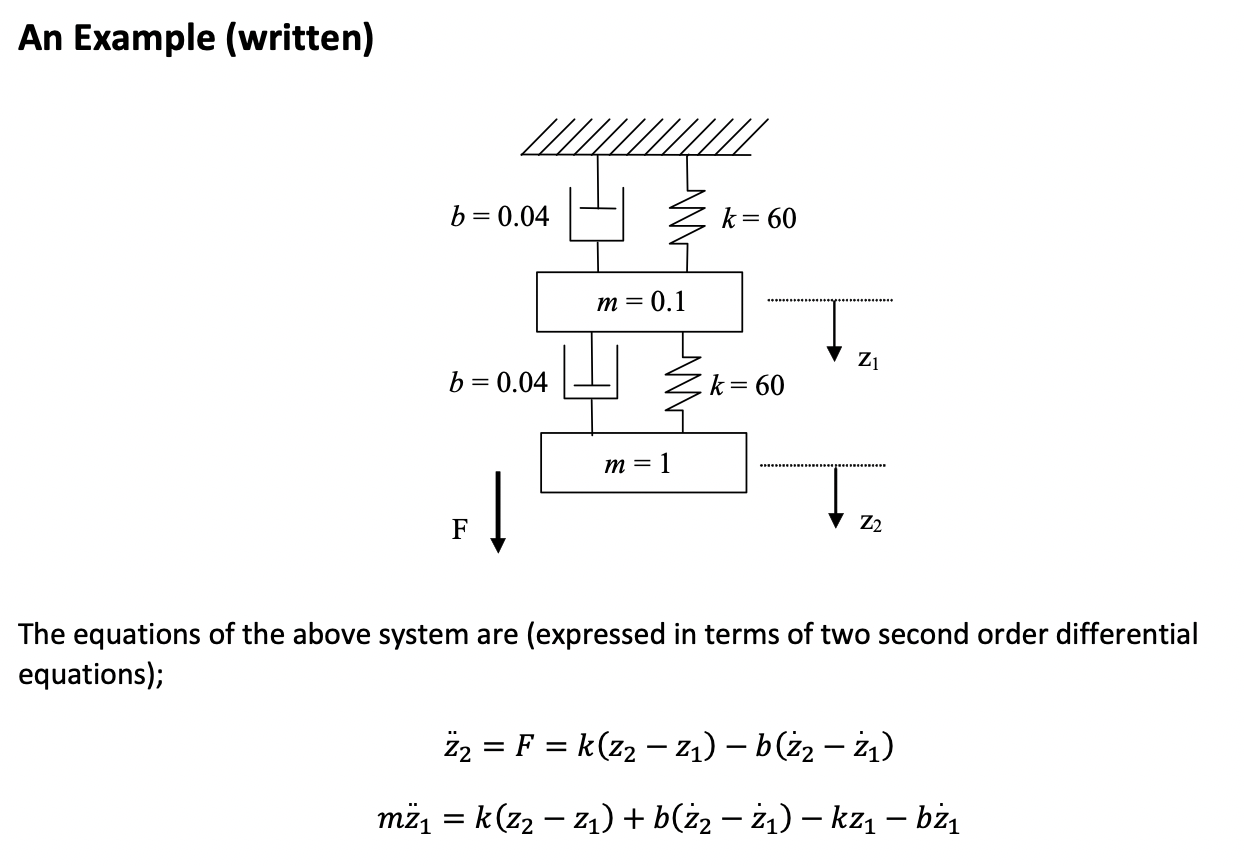 An Example (written)
b = 0.04
k = 60
m = 0.1
z₁
b = 0.04
k = 60
m = 1
z₂
F
The equations of the above system are (expressed in terms of two second order differential
equations);
z̈₂ = F = k(z₂ − z₁) − b(ż₂ − ż₁)
mz̈₁ = k(z₂ − z₁) + b(ż₂ − ż₁) − kz₁ − bż₁